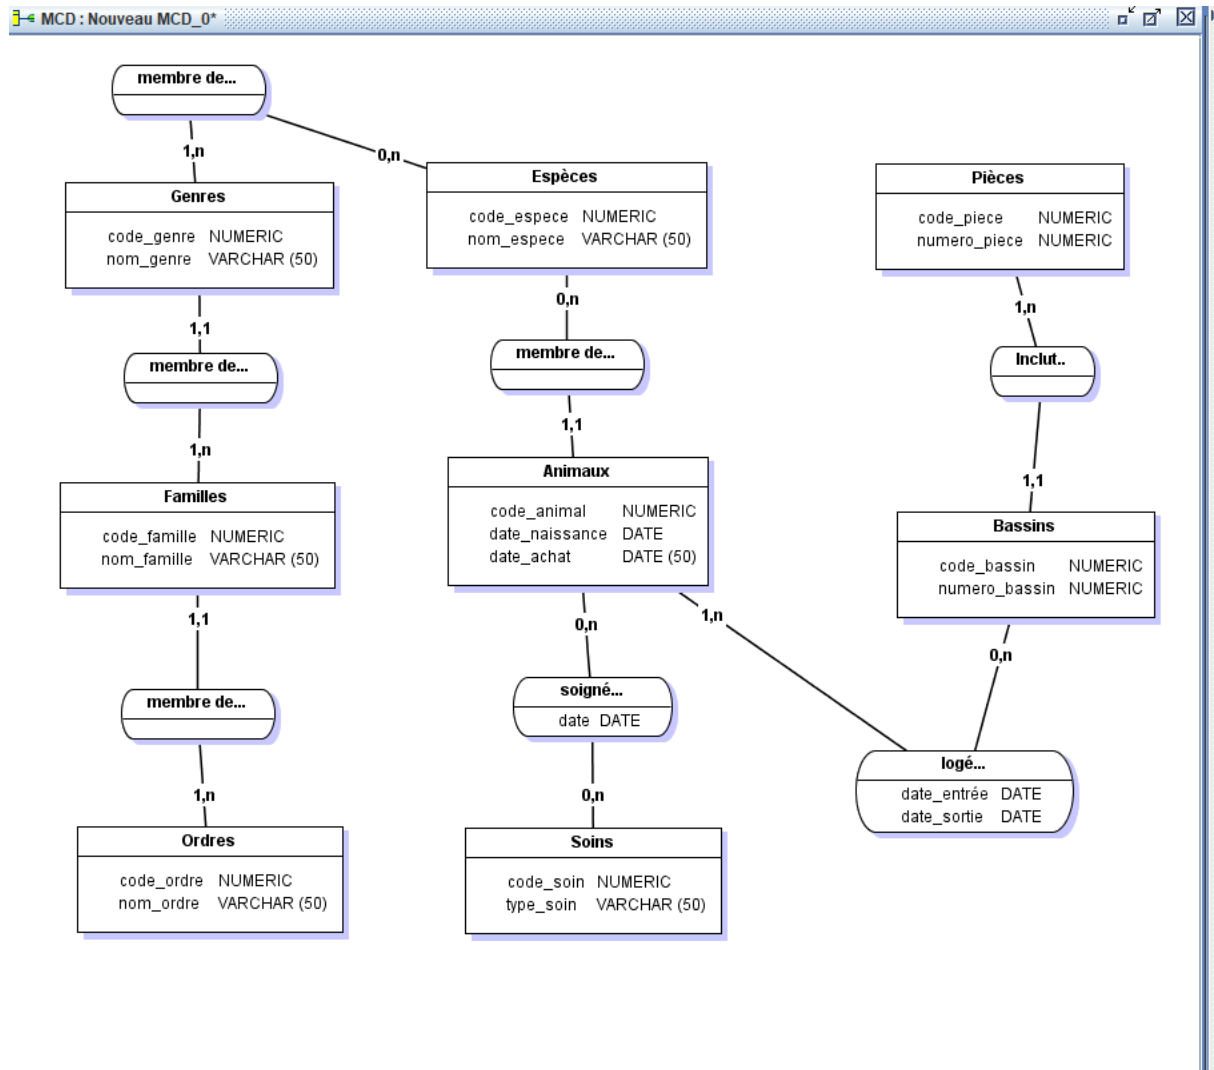 MCD : Nouveau MCD_0*
membre de...
1,n
0,n
Genres
code_genre NUMERIC
nom_genre VARCHAR (50)
Espèces
code_espece NUMERIC
nom_espece VARCHAR (50)
Pièces
code_piece NUMERIC
numero_piece NUMERIC
1,1
0,n
1,n
membre de...
membre de...
Inclut..
1,n
1,1
1,1
Familles
code_famille NUMERIC
nom_famille VARCHAR (50)
Animaux
code_animal NUMERIC
date_naissance DATE
date_achat DATE (50)
Bassins
code_bassin NUMERIC
numero_bassin NUMERIC
1,1
0,n
1,n
0,n
membre de...
soigné...
date DATE
logé...
date_entrée DATE
date_sortie DATE
1,n
0,n
Ordres
code_ordre NUMERIC
nom_ordre VARCHAR (50)
Soins
code_soin NUMERIC
type_soin VARCHAR (50)